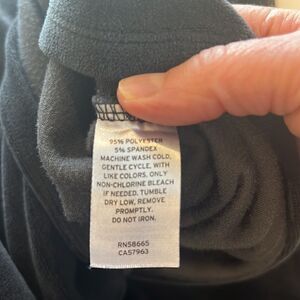 95% POLYESTER
5% SPANDEX
MACHINE WASH COLD,
GENTLE CYCLE, WITH
LIKE COLORS, ONLY
NON-CHLORINE BLEACH
IF NEEDED. TUMBLE
DRY LOW, REMOVE
PROMPTLY.
DO NOT IRON.
RN58665
CA57963